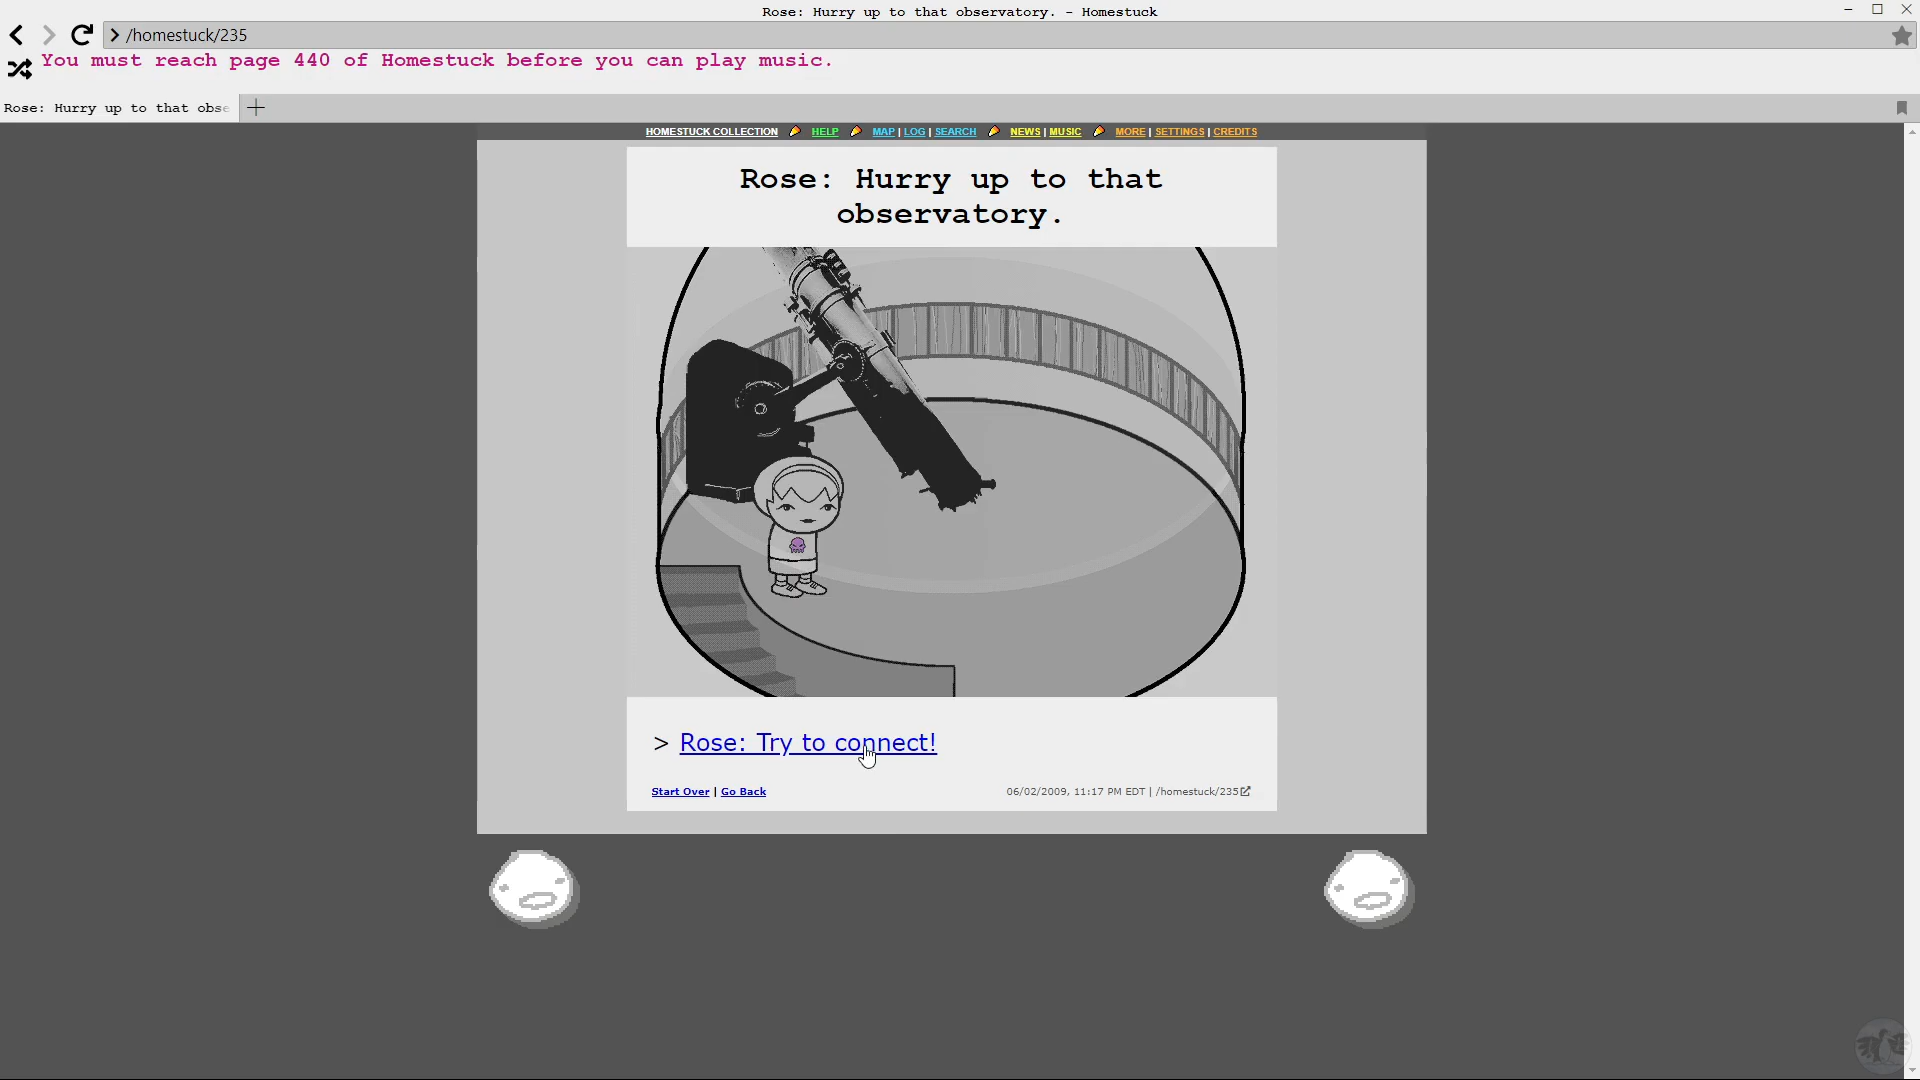 Rose: Hurry up to that observatory. - Homestuck
/homestuck/235
You must reach page 440 of Homestuck before you can play music.
Rose: Hurry up to that obse
HOMESTUCK COLLECTION HELP MAP | LOG | SEARCH NEWS | MUSIC MORE | SETTINGS | CREDITS
Rose: Hurry up to that
observatory.
> Rose: Try to connect!
Start Over | Go Back
06/02/2009, 11:17 PM EDT | /homestuck/235